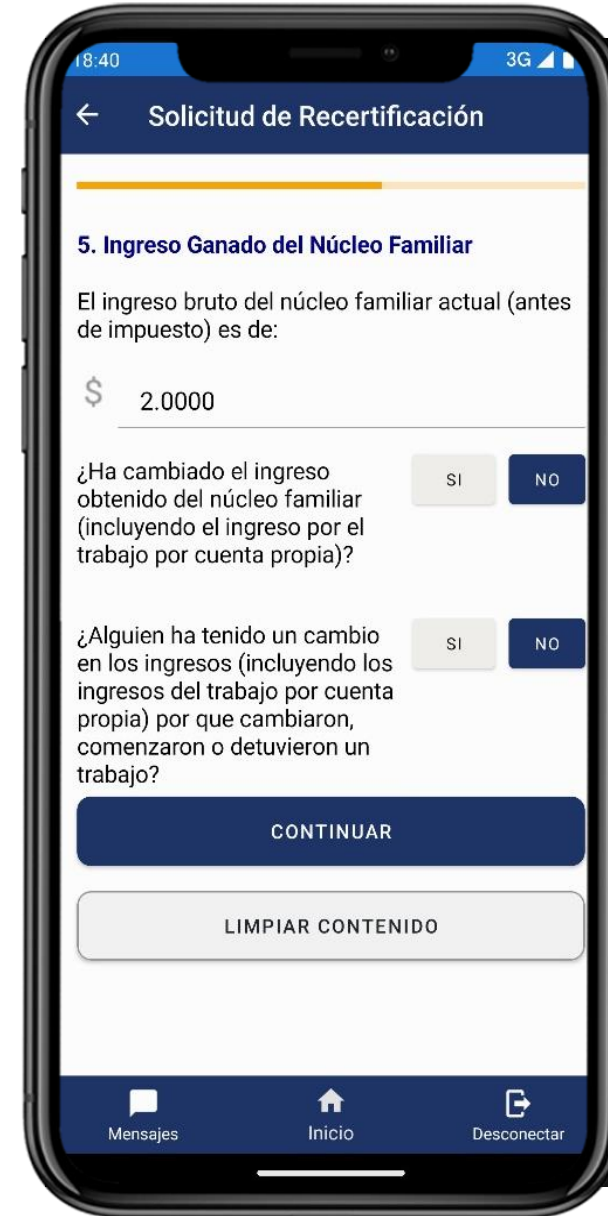 18:40
3G
Solicitud de Recertificación
5. Ingreso Ganado del Núcleo Familiar
El ingreso bruto del núcleo familiar actual (antes
de impuesto) es de:
$ 2.0000
¿Ha cambiado el ingreso
obtenido del núcleo familiar
(incluyendo el ingreso por el
trabajo por cuenta propia)?
SI
NO
¿Alguien ha tenido un cambio
en los ingresos (incluyendo los
ingresos del trabajo por cuenta
propia) por que cambiaron,
comenzaron o detuvieron un
trabajo?
SI
NO
CONTINUAR
LIMPIAR CONTENIDO
Mensajes
Inicio
Desconectar